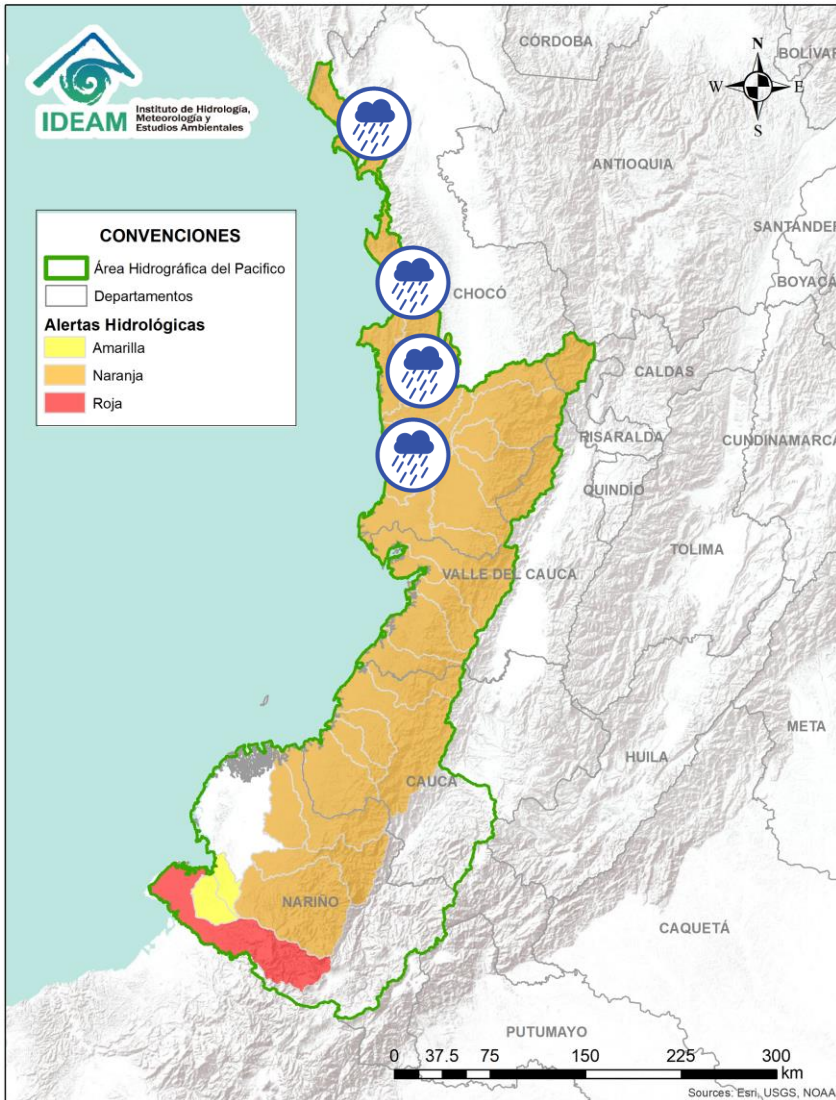 IDEAM
Instituto de Hidrología,
Meteorología y
Estudios Ambientales
CÓRDOBA
BOLÍVAR
N
W
E
S
ANTIOQUIA
SANTANDER
BOYACÁ
CONVENCIONES
Área Hidrográfica del Pacifico
Departamentos
Alertas Hidrológicas
Amarilla
Naranja
Roja
CHOCÓ
CALDAS
RISARALDA
CUNDINAMARCA
QUINDÍO
TOLIMA
VALLE DEL CAUCA
META
HUILA
CAUCA
NARIÑO
CAQUETÁ
PUTUMAYO
0 37.5 75 150 225 300
km
Sources: Esri, USGS, NOAA